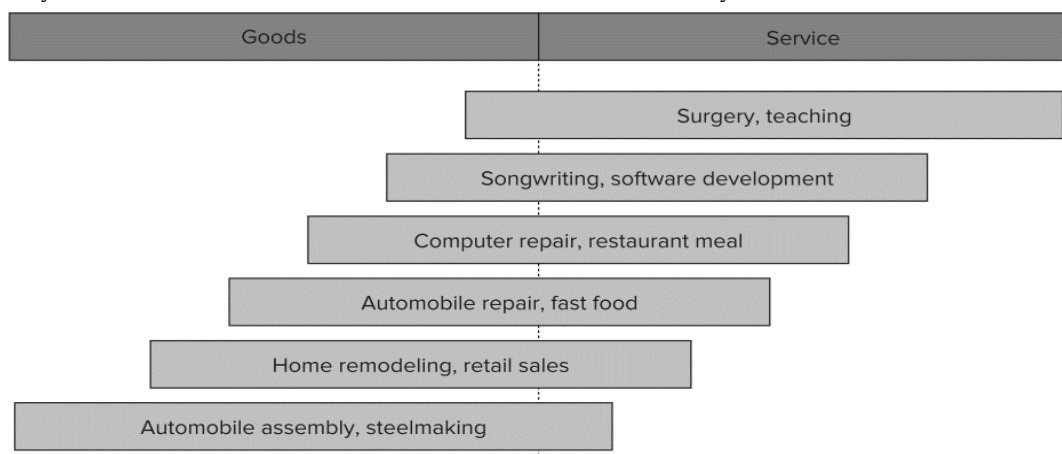 Goods
Service
Surgery, teaching
Songwriting, software development
Computer repair, restaurant meal
Automobile repair, fast food
Home remodeling, retail sales
Automobile assembly, steelmaking